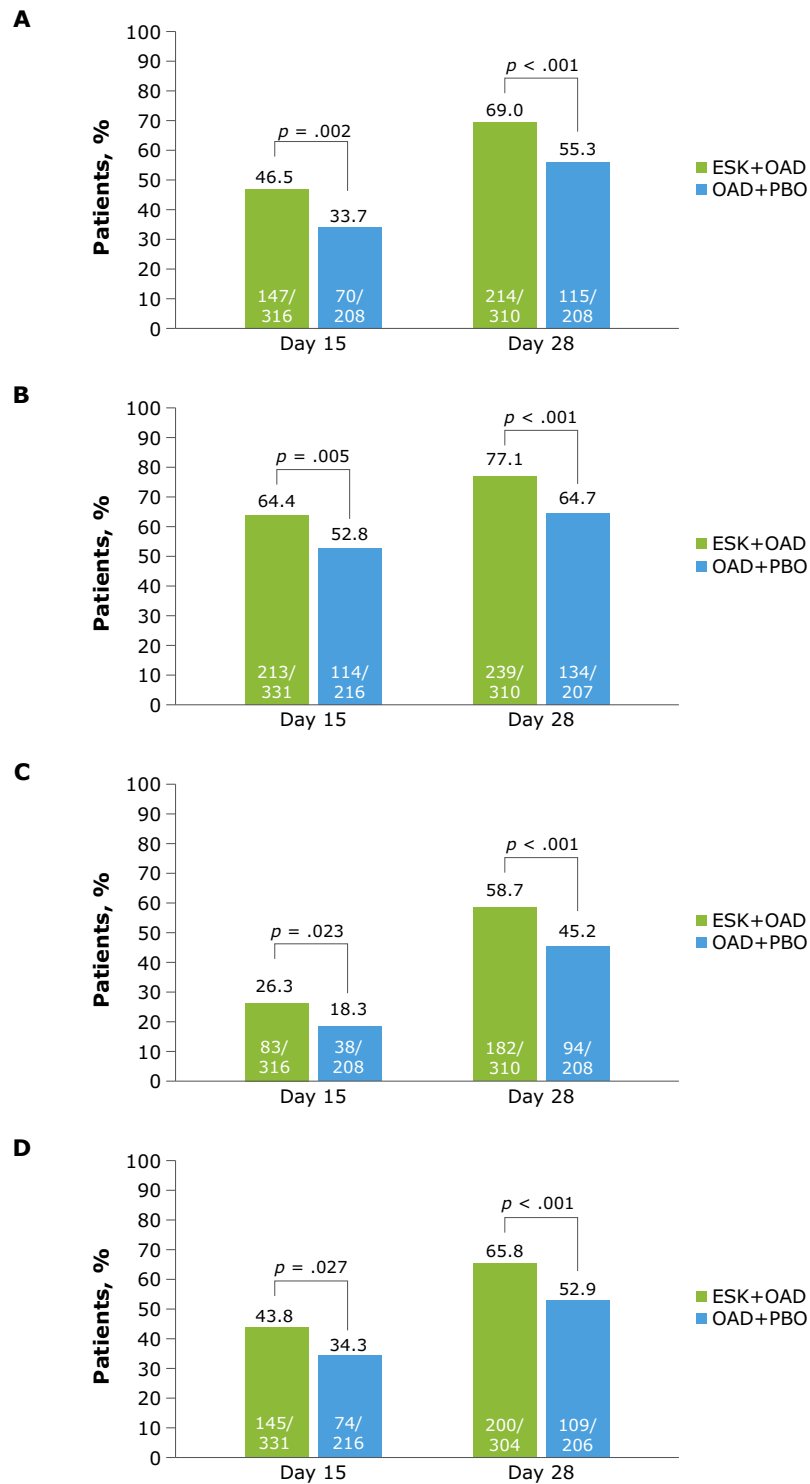 A
100
90
80
70
60
50
40
30
20
10
0
Patients, %
p = .002
46.5
33.7
147/
316
70/
208
Day 15
p < .001
69.0
55.3
214/
310
115/
208
Day 28
ESK+OAD
OAD+PBO
B
100
90
80
70
60
50
40
30
20
10
0
Patients, %
p = .005
64.4
52.8
213/
331
114/
216
Day 15
p < .001
77.1
64.7
239/
310
134/
207
Day 28
ESK+OAD
OAD+PBO
C
100
90
80
70
60
50
40
30
20
10
0
Patients, %
p = .023
26.3
18.3
83/
316
38/
208
Day 15
p < .001
58.7
45.2
182/
310
94/
208
Day 28
ESK+OAD
OAD+PBO
D
100
90
80
70
60
50
40
30
20
10
0
Patients, %
p = .027
43.8
34.3
145/
331
74/
216
Day 15
p < .001
65.8
52.9
200/
304
109/
206
Day 28
ESK+OAD
OAD+PBO